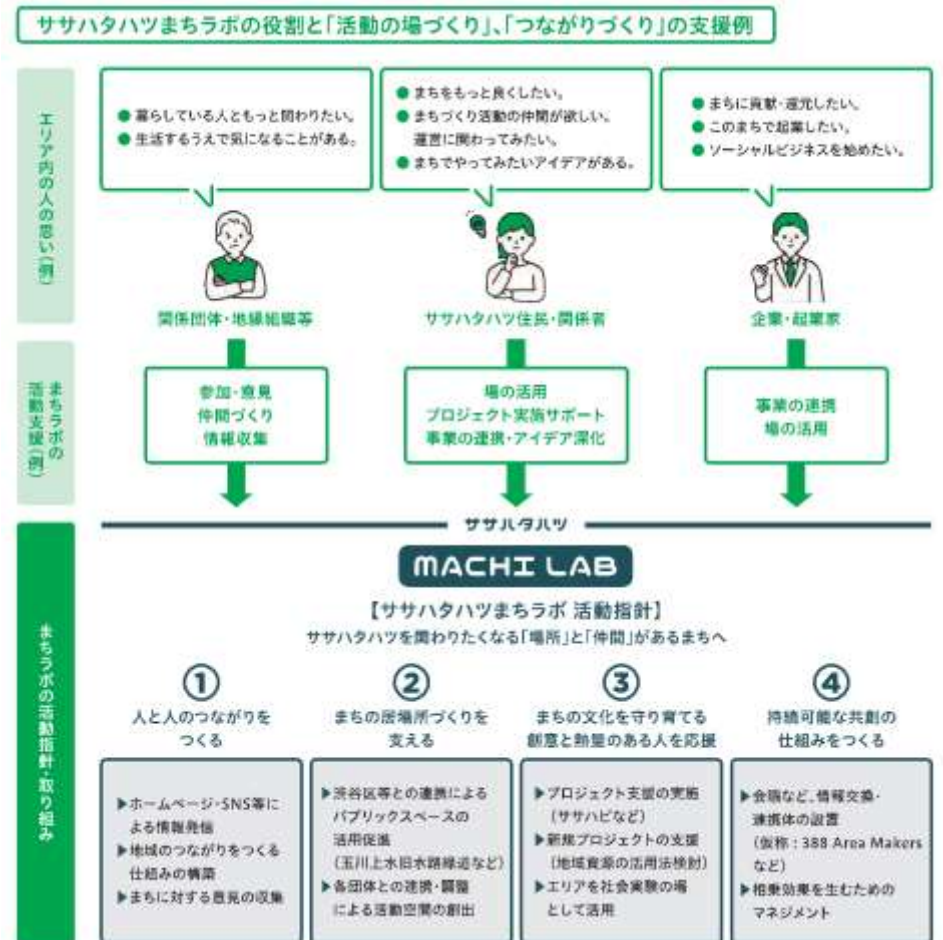 ササハタハツまちラボの役割と「活動の場づくり」、「つながりづくり」の支援例
エリア内の人の思い(例)
● 暮らしている人ともっと関わりたい。
● 生活するうえで気になることがある。
● まちをもっと良くしたい。
● まちづくり活動の仲間が欲しい。
運営に関わってみたい。
● まちでやってみたいアイデアがある。
● まちに貢献・還元したい。
● このまちで起業したい。
● ソーシャルビジネスを始めたい。
関係団体・地縁組織等
ササハタハツ住民・関係者
企業・起業家
まちラボの
活動支援(例)
参加・意見
仲間づくり
情報収集
場の活用
プロジェクト実施サポート
事業の連携・アイデア深化
事業の連携
場の活用
まちラボの活動指針・取り組み
ササハタハツ
MACHI LAB
【ササハタハツまちラボ 活動指針】
ササハタハツを関わりたくなる「場所」と「仲間」があるまちへ
①
人と人のつながりを
つくる
▶ホームページ・SNS等に
よる情報発信
▶地域のつながりをつくる
仕組みの構築
▶まちに対する意見の収集
②
まちの居場所づくりを
支える
▶渋谷区等との連携による
パブリックスペースの
活用促進
(玉川上水旧水路緑道など)
▶各団体との連携・調整
による活動空間の創出
③
まちの文化を守り育てる
創意と熱量のある人を応援
▶プロジェクト支援の実施
(ササハピなど)
▶新規プロジェクトの支援
(地域資源の活用法検討)
▶エリアを社会実験の場
として活用
④
持続可能な共創の
仕組みをつくる
▶会議など、情報交換・
連携体の設置
(仮称:388 Area Makers
など)
▶相乗効果を生むための
マネジメント